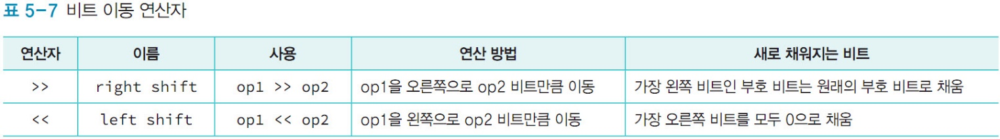 표 5-7 비트 이동 연산자
연산자 이름 사용 연산 방법 새로 채워지는 비트
>> right shift op1 >> op2 op1을 오른쪽으로 op2 비트만큼 이동 가장 왼쪽 비트인 부호 비트는 원래의 부호 비트로 채움
<< left shift op1 << op2 op1을 왼쪽으로 op2 비트만큼 이동 가장 오른쪽 비트를 모두 0으로 채움